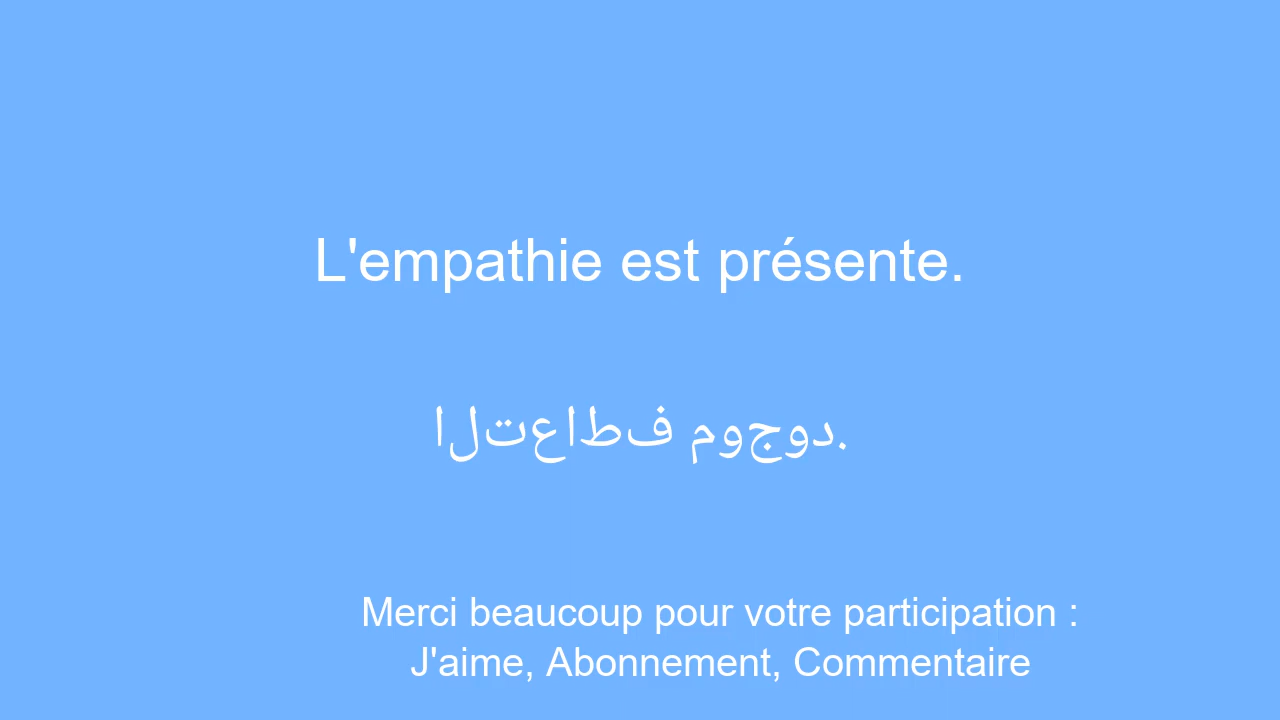 L'empathie est présente.
التعاطف موجود.
Merci beaucoup pour votre participation :
J'aime, Abonnement, Commentaire